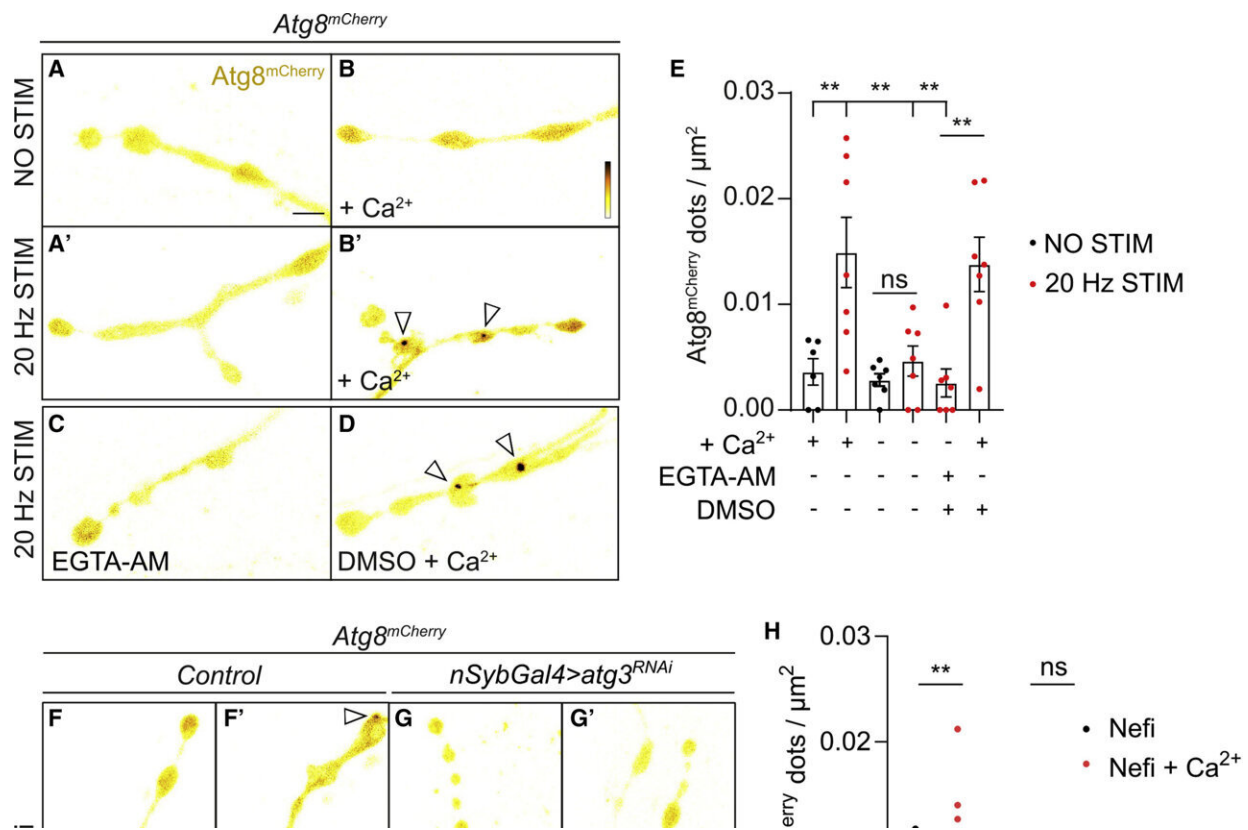 Atg8mCherry
NO STIM
A
Atg8mCherry
B
+ Ca2+
20 Hz STIM
A'
B'
+ Ca2+
20 Hz STIM
C
EGTA-AM
D
DMSO + Ca2+
E
Atg8mCherry dots / µm2
0.03
0.02
0.01
0.00
** ** **
**
ns
NO STIM
20 Hz STIM
+ Ca2+ + + - - - +
EGTA-AM - - - - + -
DMSO - - - - + +
Atg8mCherry
Control
nSybGal4>atg3RNAi
F
F'
G
G'
H
erry dots / µm2
0.03
0.02
**
ns
Nefi
Nefi + Ca2+